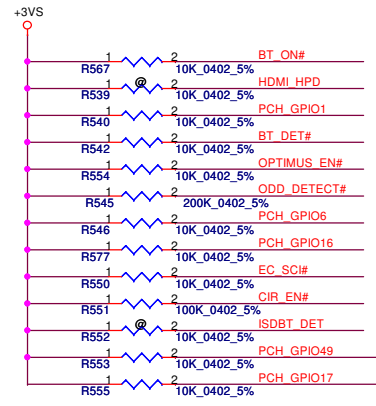 +3VS
1 2 BT_ON#
R567 10K_0402_5%
1 @ 2 HDMI_HPD
R539 10K_0402_5%
1 2 PCH_GPIO1
R540 10K_0402_5%
1 2 BT_DET#
R542 10K_0402_5%
1 2 OPTIMUS_EN#
R554 10K_0402_5%
1 2 ODD_DETECT#
R545 200K_0402_5%
1 2 PCH_GPIO6
R546 10K_0402_5%
1 2 PCH_GPIO16
R577 10K_0402_5%
1 2 EC_SCI#
R550 10K_0402_5%
1 2 CIR_EN#
R551 100K_0402_5%
1 @ 2 ISDBT_DET
R552 10K_0402_5%
1 2 PCH_GPIO49
R553 10K_0402_5%
1 2 PCH_GPIO17
R555 10K_0402_5%